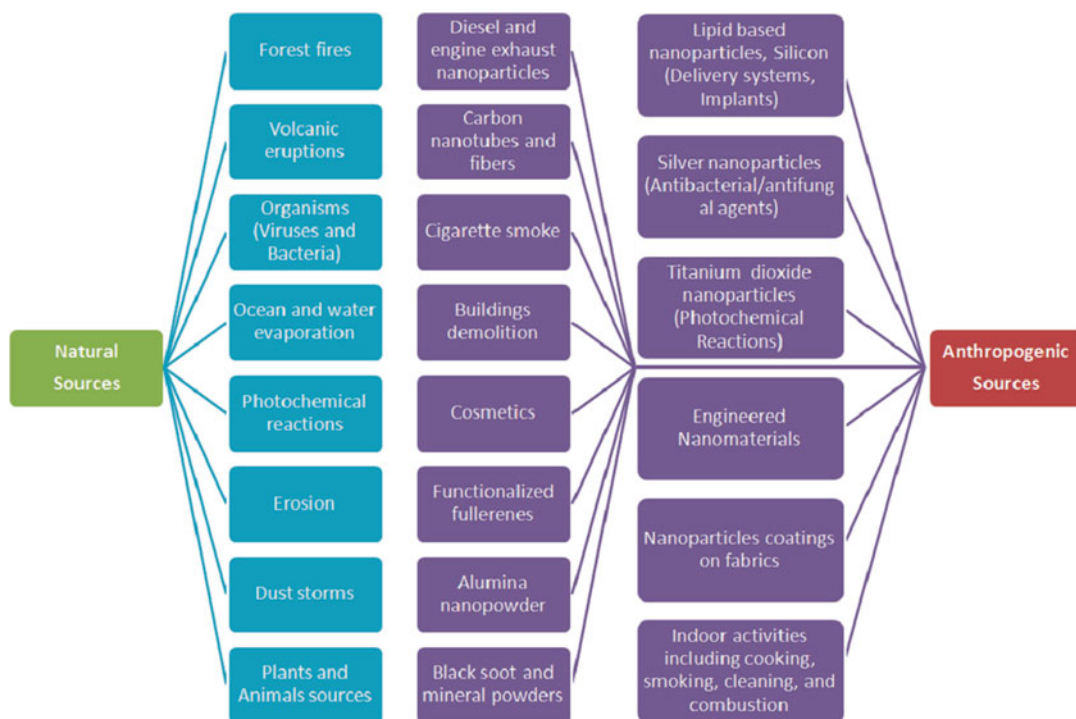 Natural
Sources
Forest fires
Volcanic
eruptions
Organisms
(Viruses and
Bacteria)
Ocean and water
evaporation
Photochemical
reactions
Erosion
Dust storms
Plants and
Animals sources
Diesel and
engine exhaust
nanoparticles
Carbon
nanotubes and
fibers
Cigarette smoke
Buildings
demolition
Cosmetics
Functionalized
fullerenes
Alumina
nanopowder
Black soot and
mineral powders
Lipid based
nanoparticles, Silicon
(Delivery systems,
Implants)
Silver nanoparticles
(Antibacterial/antifung
al agents)
Titanium dioxide
nanoparticles
(Photochemical
Reactions)
Engineered
Nanomaterials
Nanoparticles coatings
on fabrics
Indoor activities
including cooking,
smoking, cleaning, and
combustion
Anthropogenic
Sources